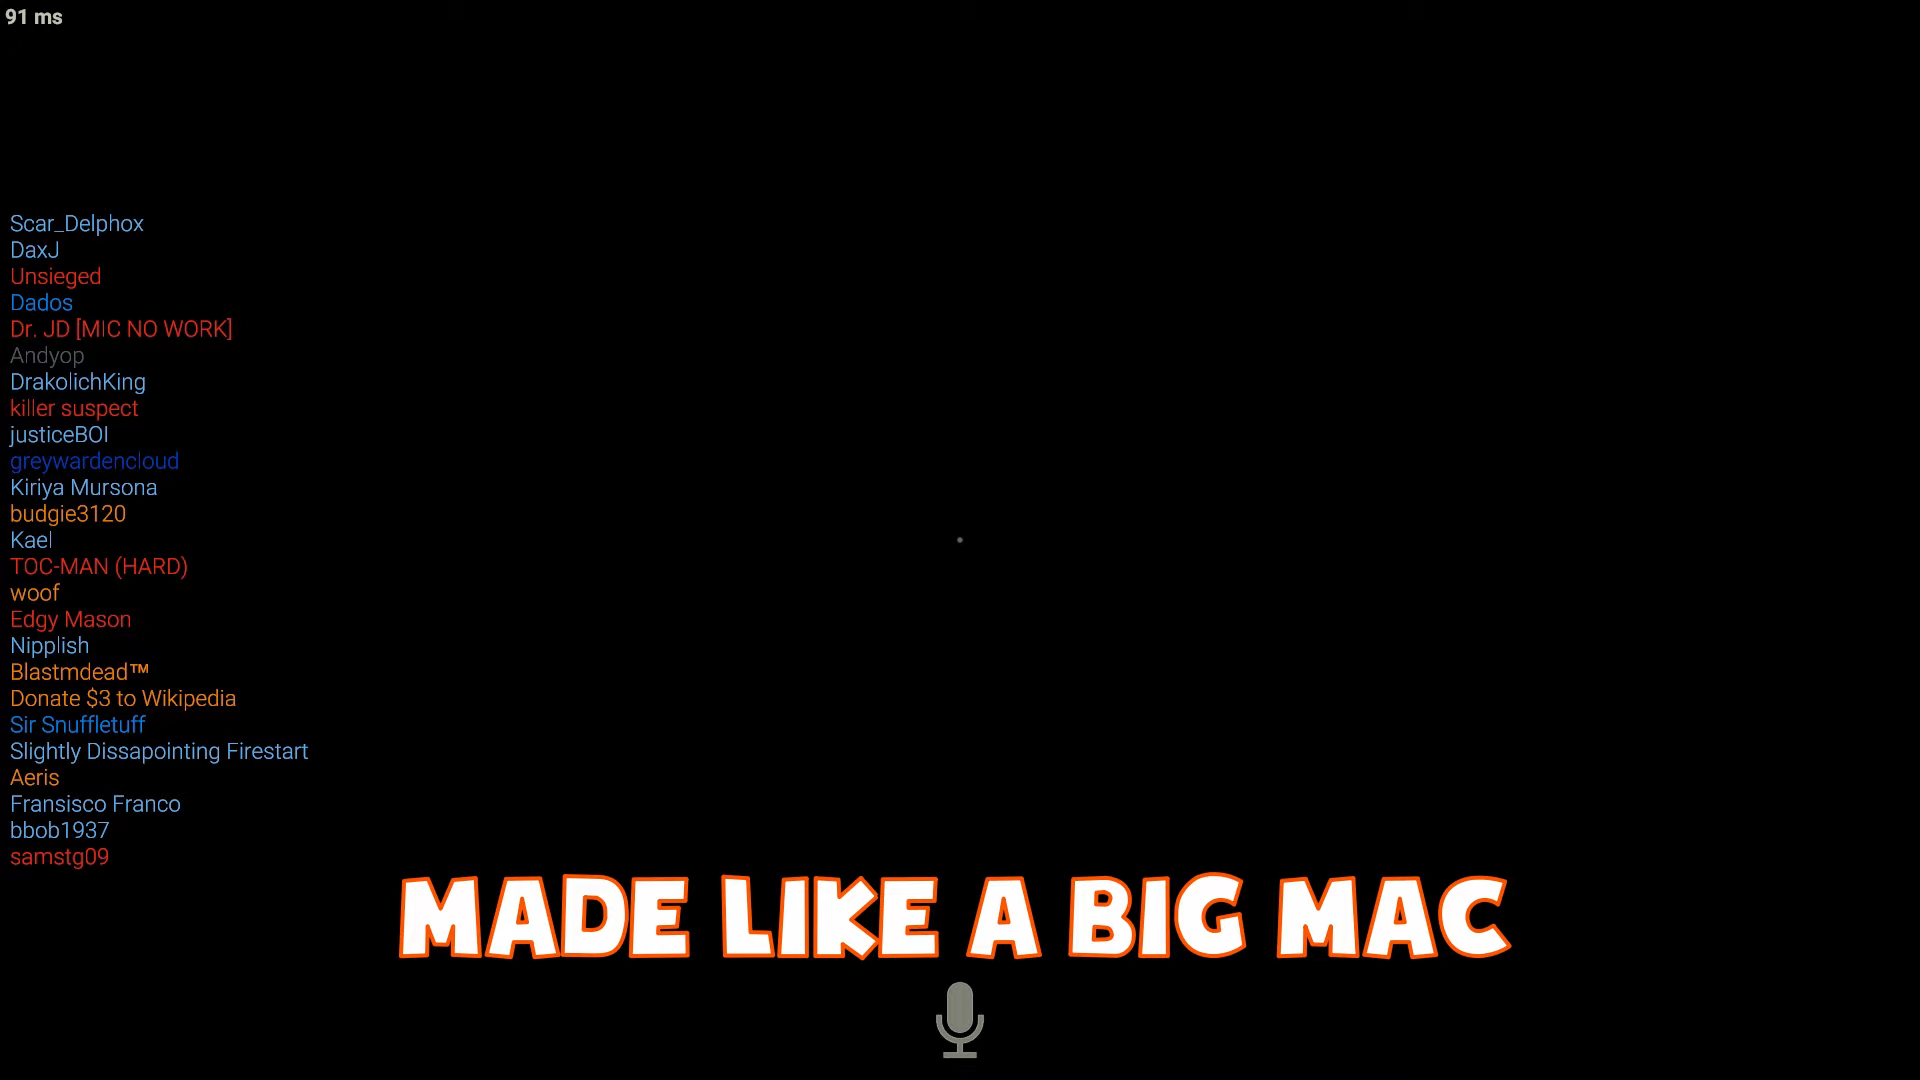 91 ms
Scar_Delphox
DaxJ
Unsieged
Dados
Dr. JD [MIC NO WORK]
Andyop
DrakolichKing
killer suspect
justiceBOI
greywardencloud
Kiriya Mursona
budgie3120
Kael
TOC-MAN (HARD)
woof
Edgy Mason
Nipplish
Blastmdead™
Donate $3 to Wikipedia
Sir Snuffletuff
Slightly Dissapointing Firestart
Aeris
Fransisco Franco
bbob1937
samstg09
MADE LIKE A BIG MAC